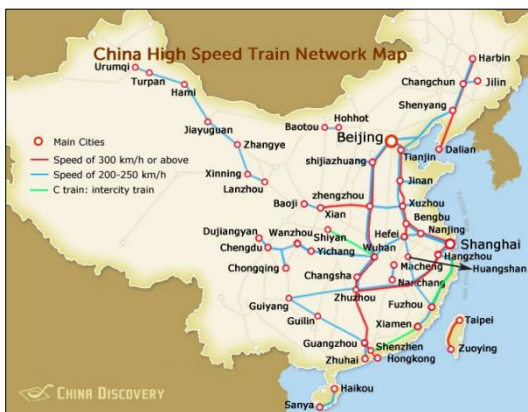 China High Speed Train Network Map
Harbin
Urumqi
Changchun
Jilin
Turpan
Hami
Shenyang
Hohhot
Baotou
Jiayuguan
Beijing
Main Cities
Zhangye
Dalian
Tianjin
Speed of 300 km/h or above
shijiazhuang
Speed of 200-250 km/h
Xinning
Jinan
C train: intercity train
Lanzhou
zhengzhou
Baoji
Xuzhou
Xian
Bengbu
Dujiangyan
Wanzhou
Shiyan
Hefei
Nanjing
Shanghai
Chengdu
Wuhan
Yichang
Hangzhou
Chongqing
Macheng
Huangshan
Changsha
Nanchang
Guiyang
Zhuzhou
Fuzhou
Guilin
Taipei
Xiamen
Guangzhou
Shenzhen
Zuoying
Zhuhai
Hongkong
Haikou
CHINA DISCOVERY
Sanya